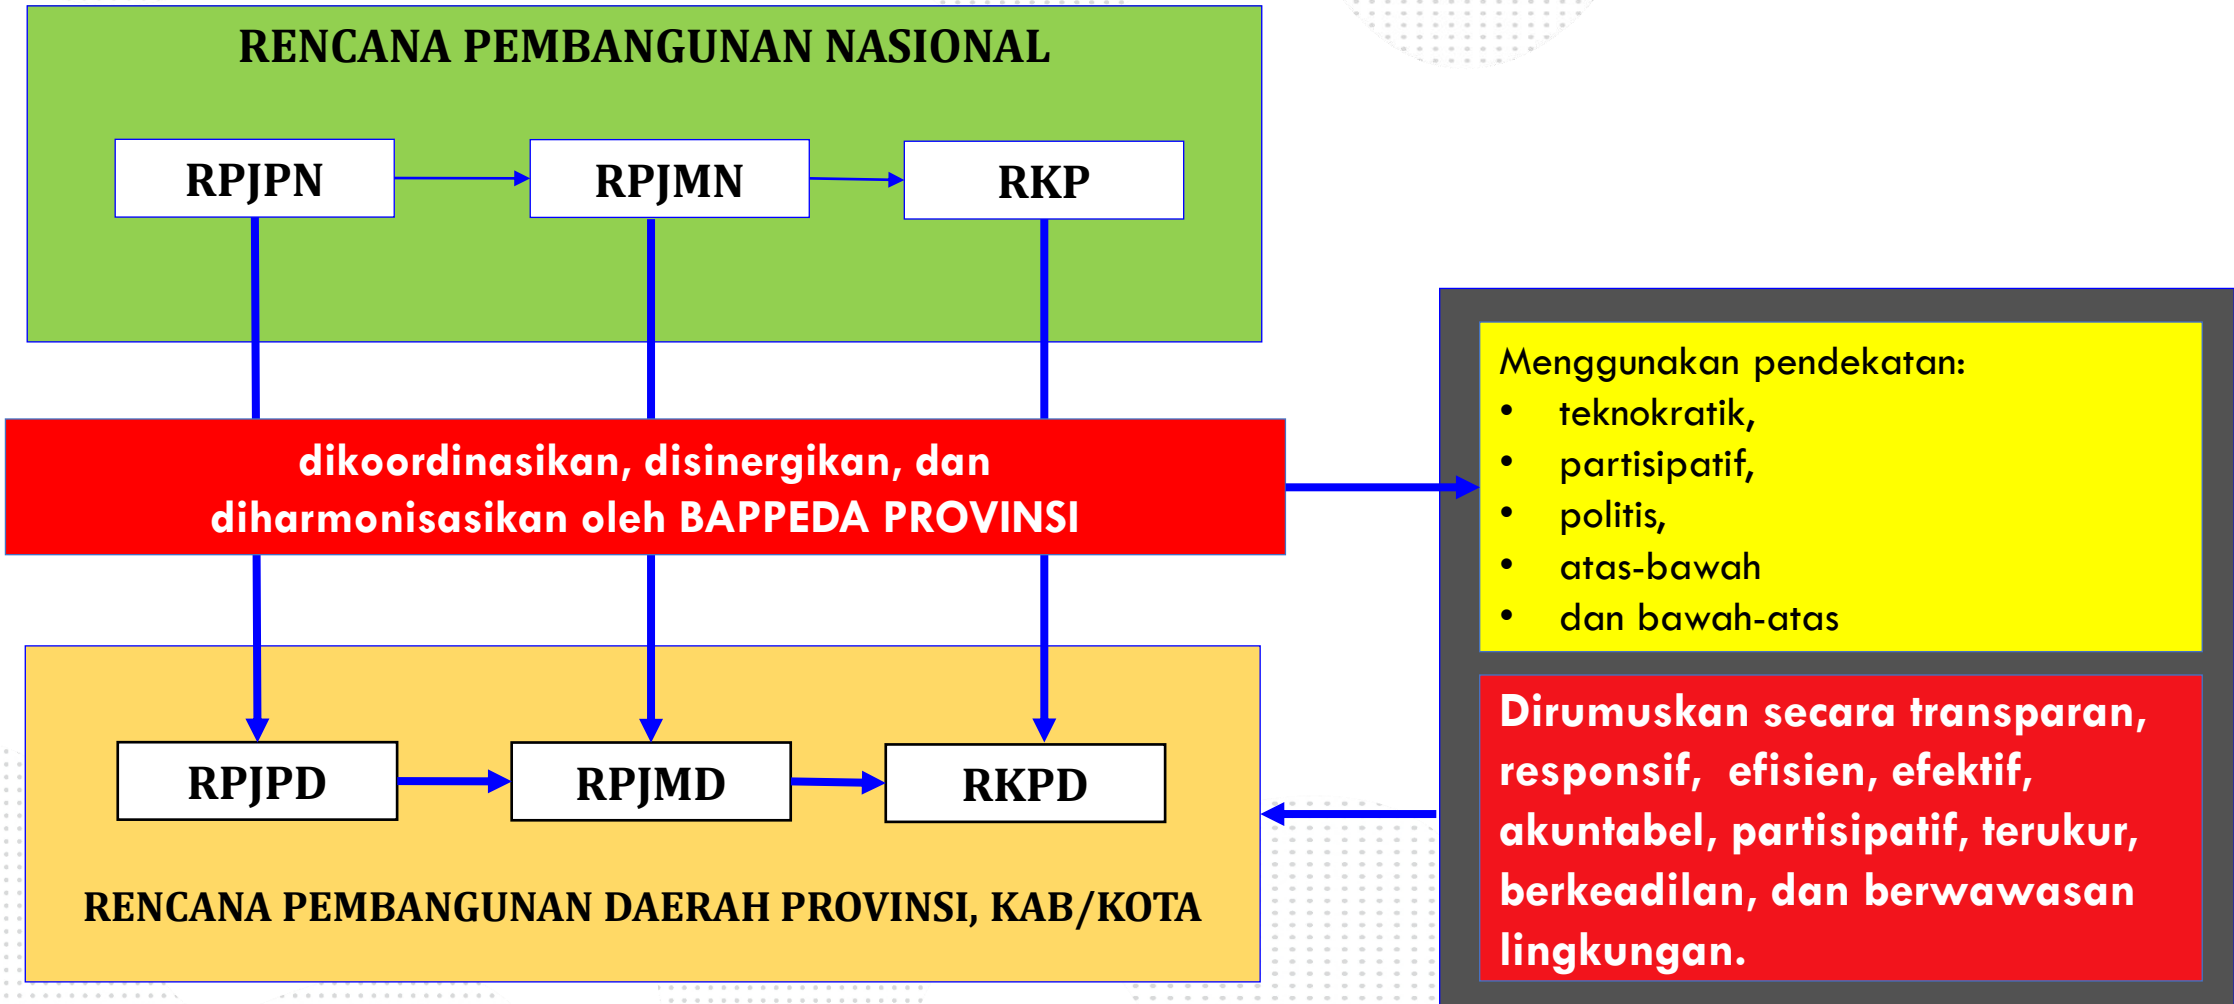 RENCANA PEMBANGUNAN NASIONAL
RPJPN
RPJMN
RKP
dikoordinasikan, disinergikan, dan
diharmonisasikan oleh BAPPEDA PROVINSI
RPJPD
RPJMD
RKPD
RENCANA PEMBANGUNAN DAERAH PROVINSI, KAB/KOTA
Menggunakan pendekatan:
• teknokratik,
• partisipatif,
• politis,
• atas-bawah
• dan bawah-atas
Dirumuskan secara transparan,
responsif, efisien, efektif,
akuntabel, partisipatif, terukur,
berkeadilan, dan berwawasan
lingkungan.